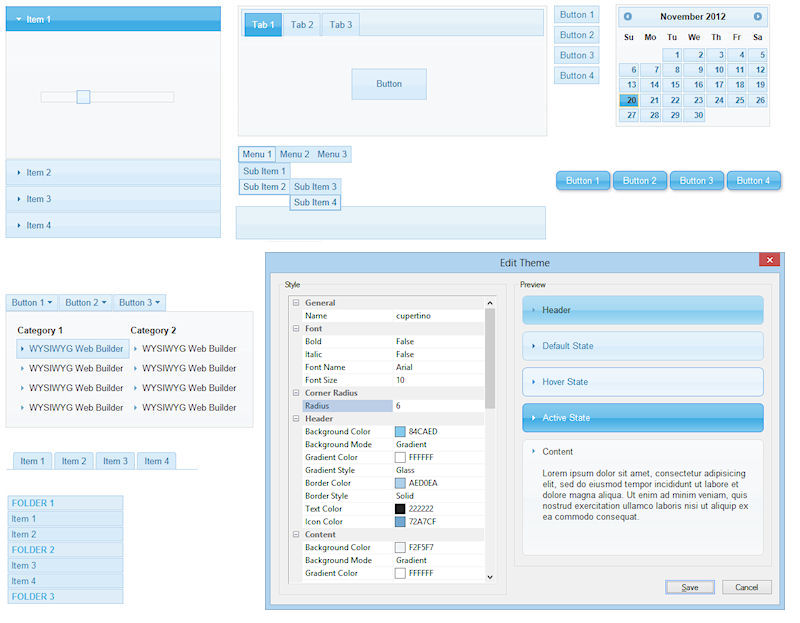 Item 1
Item 2
Item 3
Item 4
Tab 1 Tab 2 Tab 3
Button
Button 1
Button 2
Button 3
Button 4
November 2012
Su Mo Tu We Th Fr Sa
1 2 3 4 5
6 7 8 9 10 11 12
13 14 15 16 17 18 19
20 21 22 23 24 25 26
27 28 29 30
Menu 1 Menu 2 Menu 3
Sub Item 1
Sub Item 2 Sub Item 3
Sub Item 4
Button 1 Button 2 Button 3 Button 4
Button 1 Button 2 Button 3
Category 1 Category 2
WYSIWYG Web Builder WYSIWYG Web Builder
WYSIWYG Web Builder WYSIWYG Web Builder
WYSIWYG Web Builder WYSIWYG Web Builder
WYSIWYG Web Builder WYSIWYG Web Builder
Item 1 Item 2 Item 3 Item 4
FOLDER 1
Item 1
Item 2
FOLDER 2
Item 3
Item 4
FOLDER 3
Edit Theme
Style
General
Name cupertino
Font
Bold False
Italic False
Font Name Arial
Font Size 10
Corner Radius
Radius 6
Header
Background Color 84CAED
Background Mode Gradient
Gradient Color FFFFFF
Gradient Style Glass
Border Color AED0EA
Border Style Solid
Text Color 222222
Icon Color 72A7CF
Content
Background Color F2F5F7
Background Mode Gradient
Gradient Color FFFFFF
Preview
Header
Default State
Hover State
Active State
Content
Lorem ipsum dolor sit amet, consectetur adipisicing
elit, sed do eiusmod tempor incididunt ut labore et
dolore magna aliqua. Ut enim ad minim veniam, quis
nostrud exercitation ullamco laboris nisi ut aliquip ex
ea commodo consequat.
Save Cancel